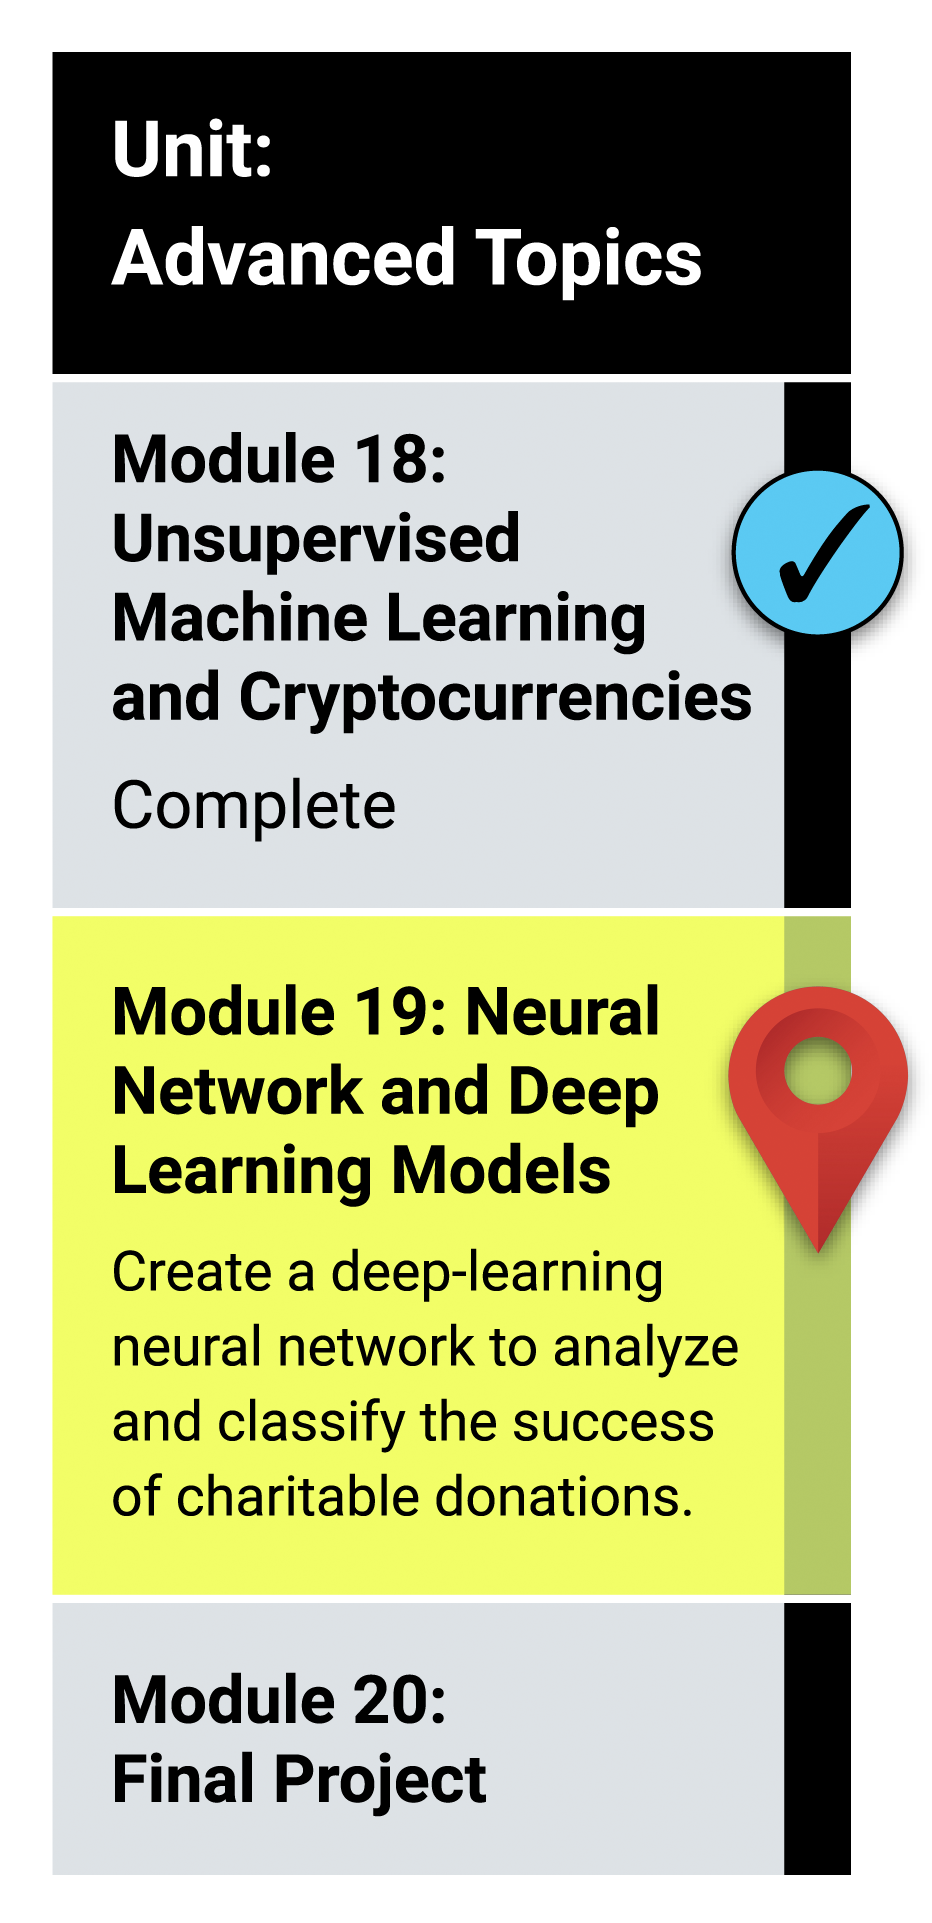 Unit:
Advanced Topics
Module 18:
Unsupervised
Machine Learning
and Cryptocurrencies
Complete
Module 19: Neural
Network and Deep
Learning Models
Create a deep-learning
neural network to analyze
and classify the success
of charitable donations.
Module 20:
Final Project